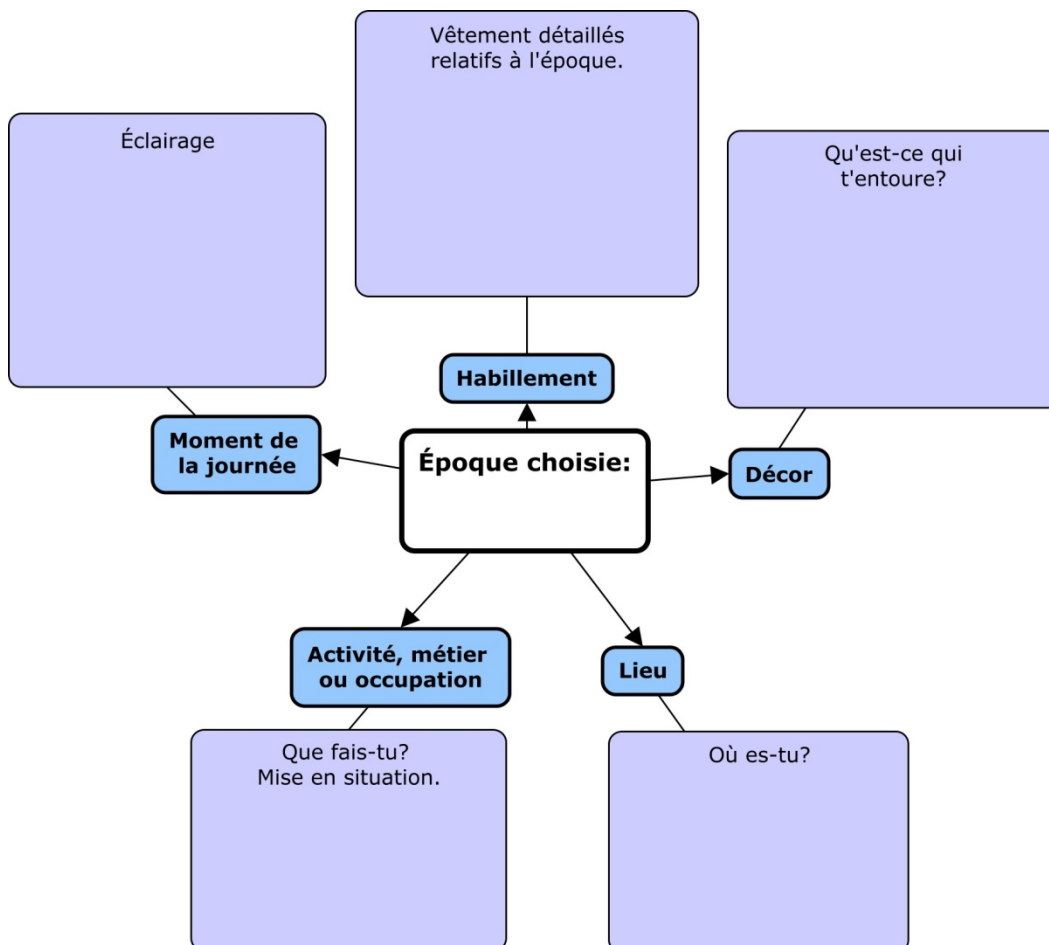 Vêtement détaillés
relatifs à l'époque.
Éclairage
Qu'est-ce qui
t'entoure?
Habillement
Moment de
la journée
Époque choisie:
Décor
Activité, métier
ou occupation
Lieu
Que fais-tu?
Mise en situation.
Où es-tu?